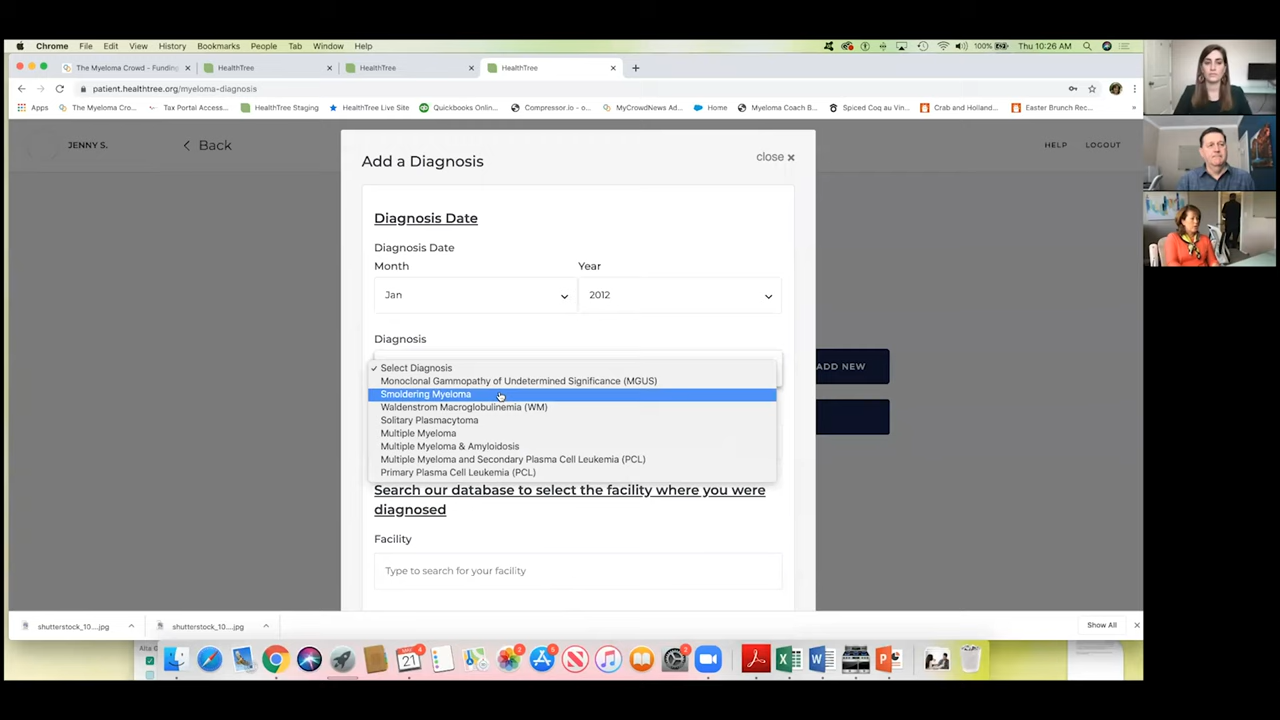 Chrome File Edit View History Bookmarks People Tab Window Help 100% Thu 10:26 AM
The Myeloma Crowd - Funding HealthTree HealthTree HealthTree
patient.healthtree.org/myeloma-diagnosis
Apps The Myeloma Cro... Tax Portal Access... HealthTree Staging HealthTree Live Site Quickbooks Onlin... Compressor.io - o... MyCrowdNews Ad... Home Myeloma Coach B... Spiced Coq au Vin... Crab and Holland... Easter Brunch Rec...
JENNY S. Back HELP LOGOUT
Add a Diagnosis close
Diagnosis Date
Diagnosis Date
Month Year
Jan 2012
Diagnosis
Select Diagnosis
Monoclonal Gammopathy of Undetermined Significance (MGUS)
Smoldering Myeloma
Waldenstrom Macroglobulinemia (WM)
Solitary Plasmacytoma
Multiple Myeloma
Multiple Myeloma & Amyloidosis
Multiple Myeloma and Secondary Plasma Cell Leukemia (PCL)
Primary Plasma Cell Leukemia (PCL)
ADD NEW
Search our database to select the facility where you were
diagnosed
Facility
Type to search for your facility
shutterstock_10....jpg shutterstock_10....jpg Show All